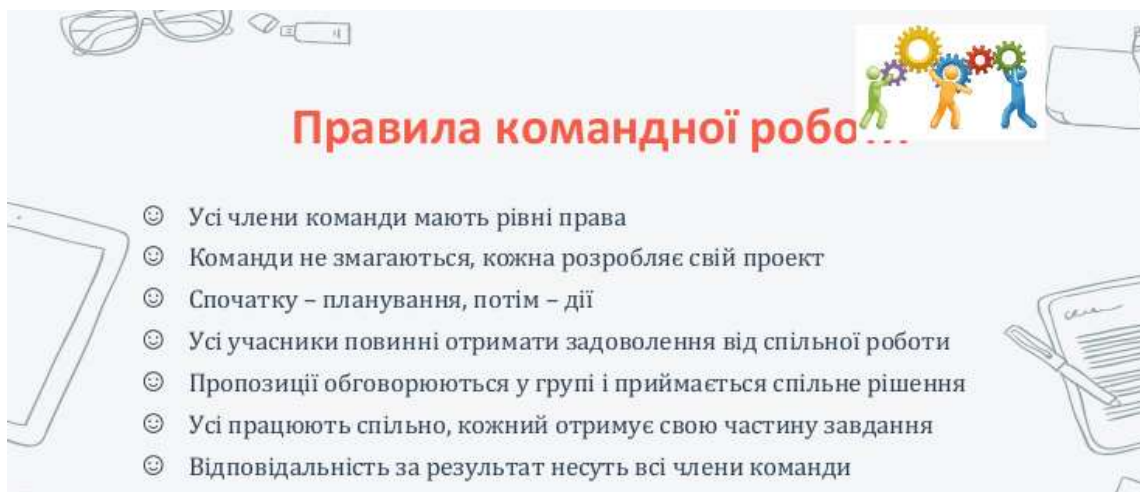 Правила командної робо
☺ Усі члени команди мають рівні права
☺ Команди не змагаються, кожна розробляє свій проект
☺ Спочатку – планування, потім – дії
☺ Усі учасники повинні отримати задоволення від спільної роботи
☺ Пропозиції обговорюються у групі і приймається спільне рішення
☺ Усі працюють спільно, кожний отримує свою частину завдання
☺ Відповідальність за результат несуть всі члени команди